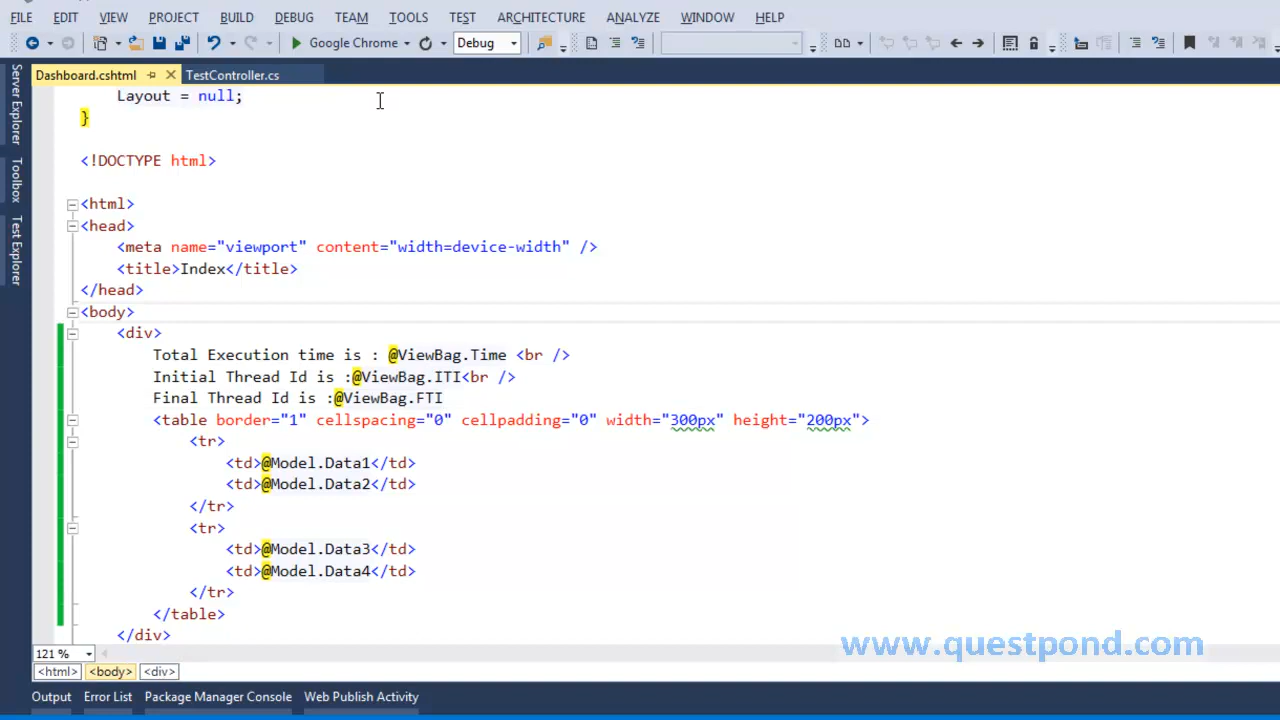 FILE EDIT VIEW PROJECT BUILD DEBUG TEAM TOOLS TEST ARCHITECTURE ANALYZE WINDOW HELP
Google Chrome Debug
Dashboard.cshtml TestController.cs
Server Explorer
Toolbox
Test Explorer
Layout = null;
}
<!DOCTYPE html>
<html>
<head>
<meta name="viewport" content="width=device-width" />
<title>Index</title>
</head>
<body>
<div>
Total Execution time is : @ViewBag.Time <br />
Initial Thread Id is :@ViewBag.ITI<br />
Final Thread Id is :@ViewBag.FTI
<table border="1" cellspacing="0" cellpadding="0" width="300px" height="200px">
<tr>
<td>@Model.Data1</td>
<td>@Model.Data2</td>
</tr>
<tr>
<td>@Model.Data3</td>
<td>@Model.Data4</td>
</tr>
</table>
</div>
www.questpond.com
121 %
<html> <body> <div>
Output Error List Package Manager Console Web Publish Activity